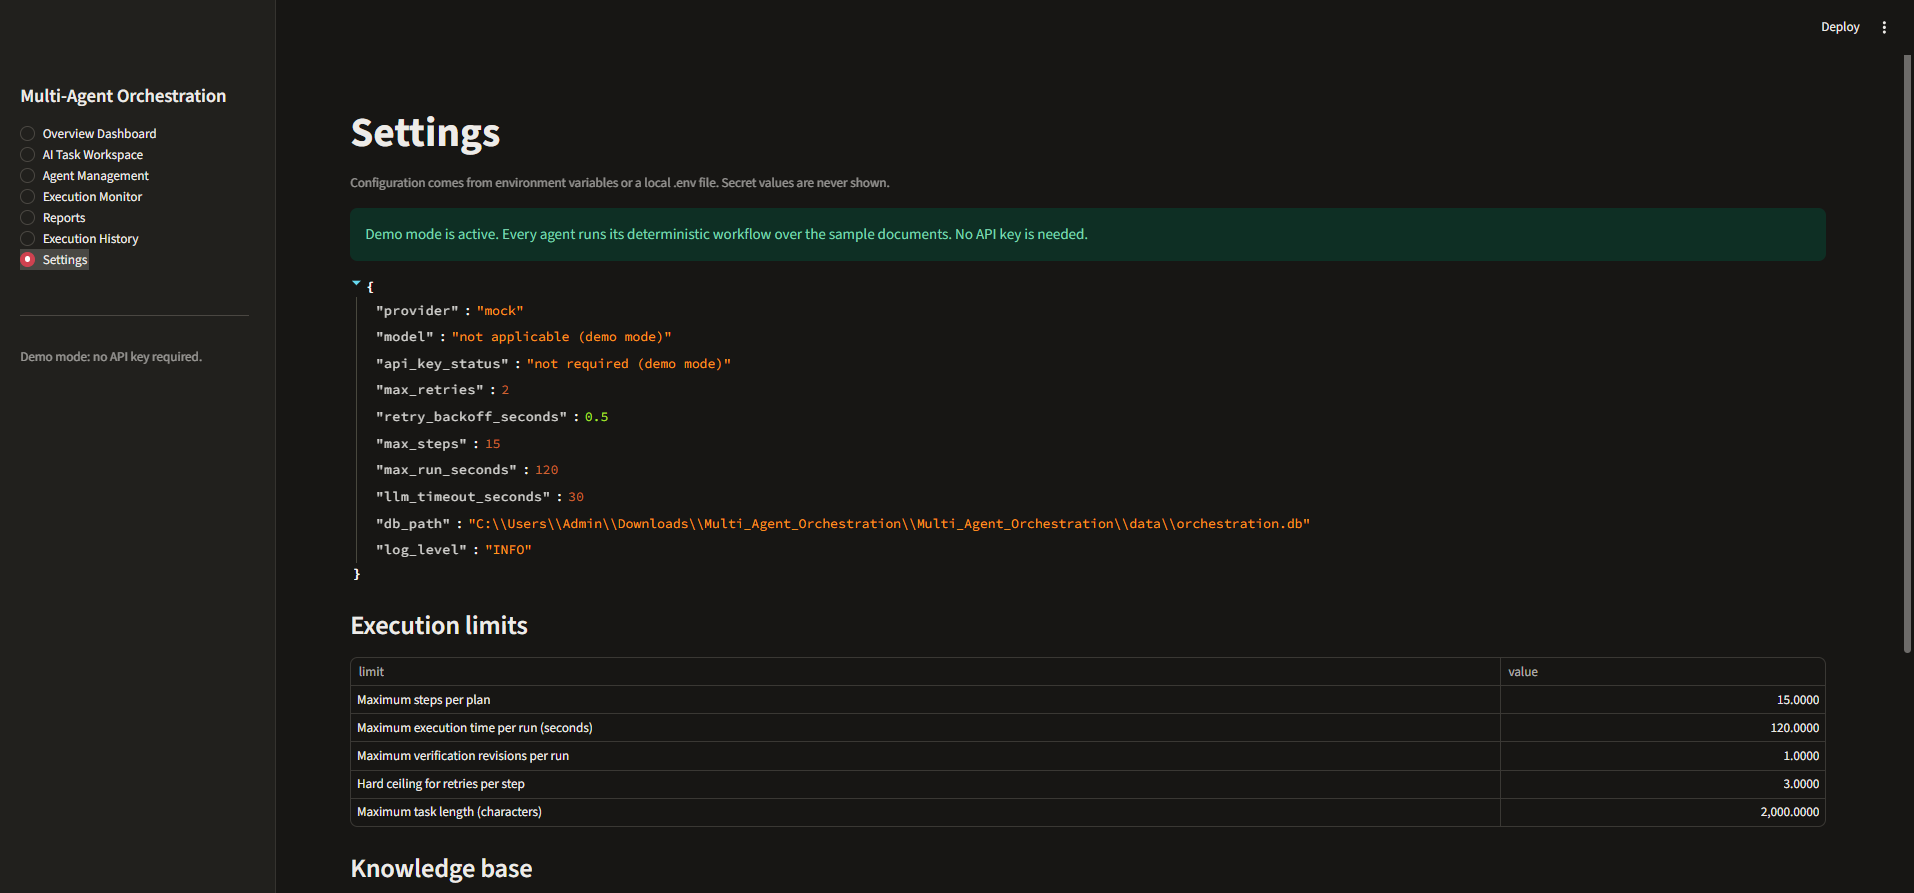 Deploy
Multi-Agent Orchestration
Overview Dashboard
AI Task Workspace
Agent Management
Execution Monitor
Reports
Execution History
Settings
Demo mode: no API key required.
Settings
Configuration comes from environment variables or a local .env file. Secret values are never shown.
Demo mode is active. Every agent runs its deterministic workflow over the sample documents. No API key is needed.
{
"provider" : "mock"
"model" : "not applicable (demo mode)"
"api_key_status" : "not required (demo mode)"
"max_retries" : 2
"retry_backoff_seconds" : 0.5
"max_steps" : 15
"max_run_seconds" : 120
"llm_timeout_seconds" : 30
"db_path" : "C:\\Users\\Admin\\Downloads\\Multi_Agent_Orchestration\\Multi_Agent_Orchestration\\data\\orchestration.db"
"log_level" : "INFO"
}
Execution limits
limit value
Maximum steps per plan 15.0000
Maximum execution time per run (seconds) 120.0000
Maximum verification revisions per run 1.0000
Hard ceiling for retries per step 3.0000
Maximum task length (characters) 2,000.0000
Knowledge base